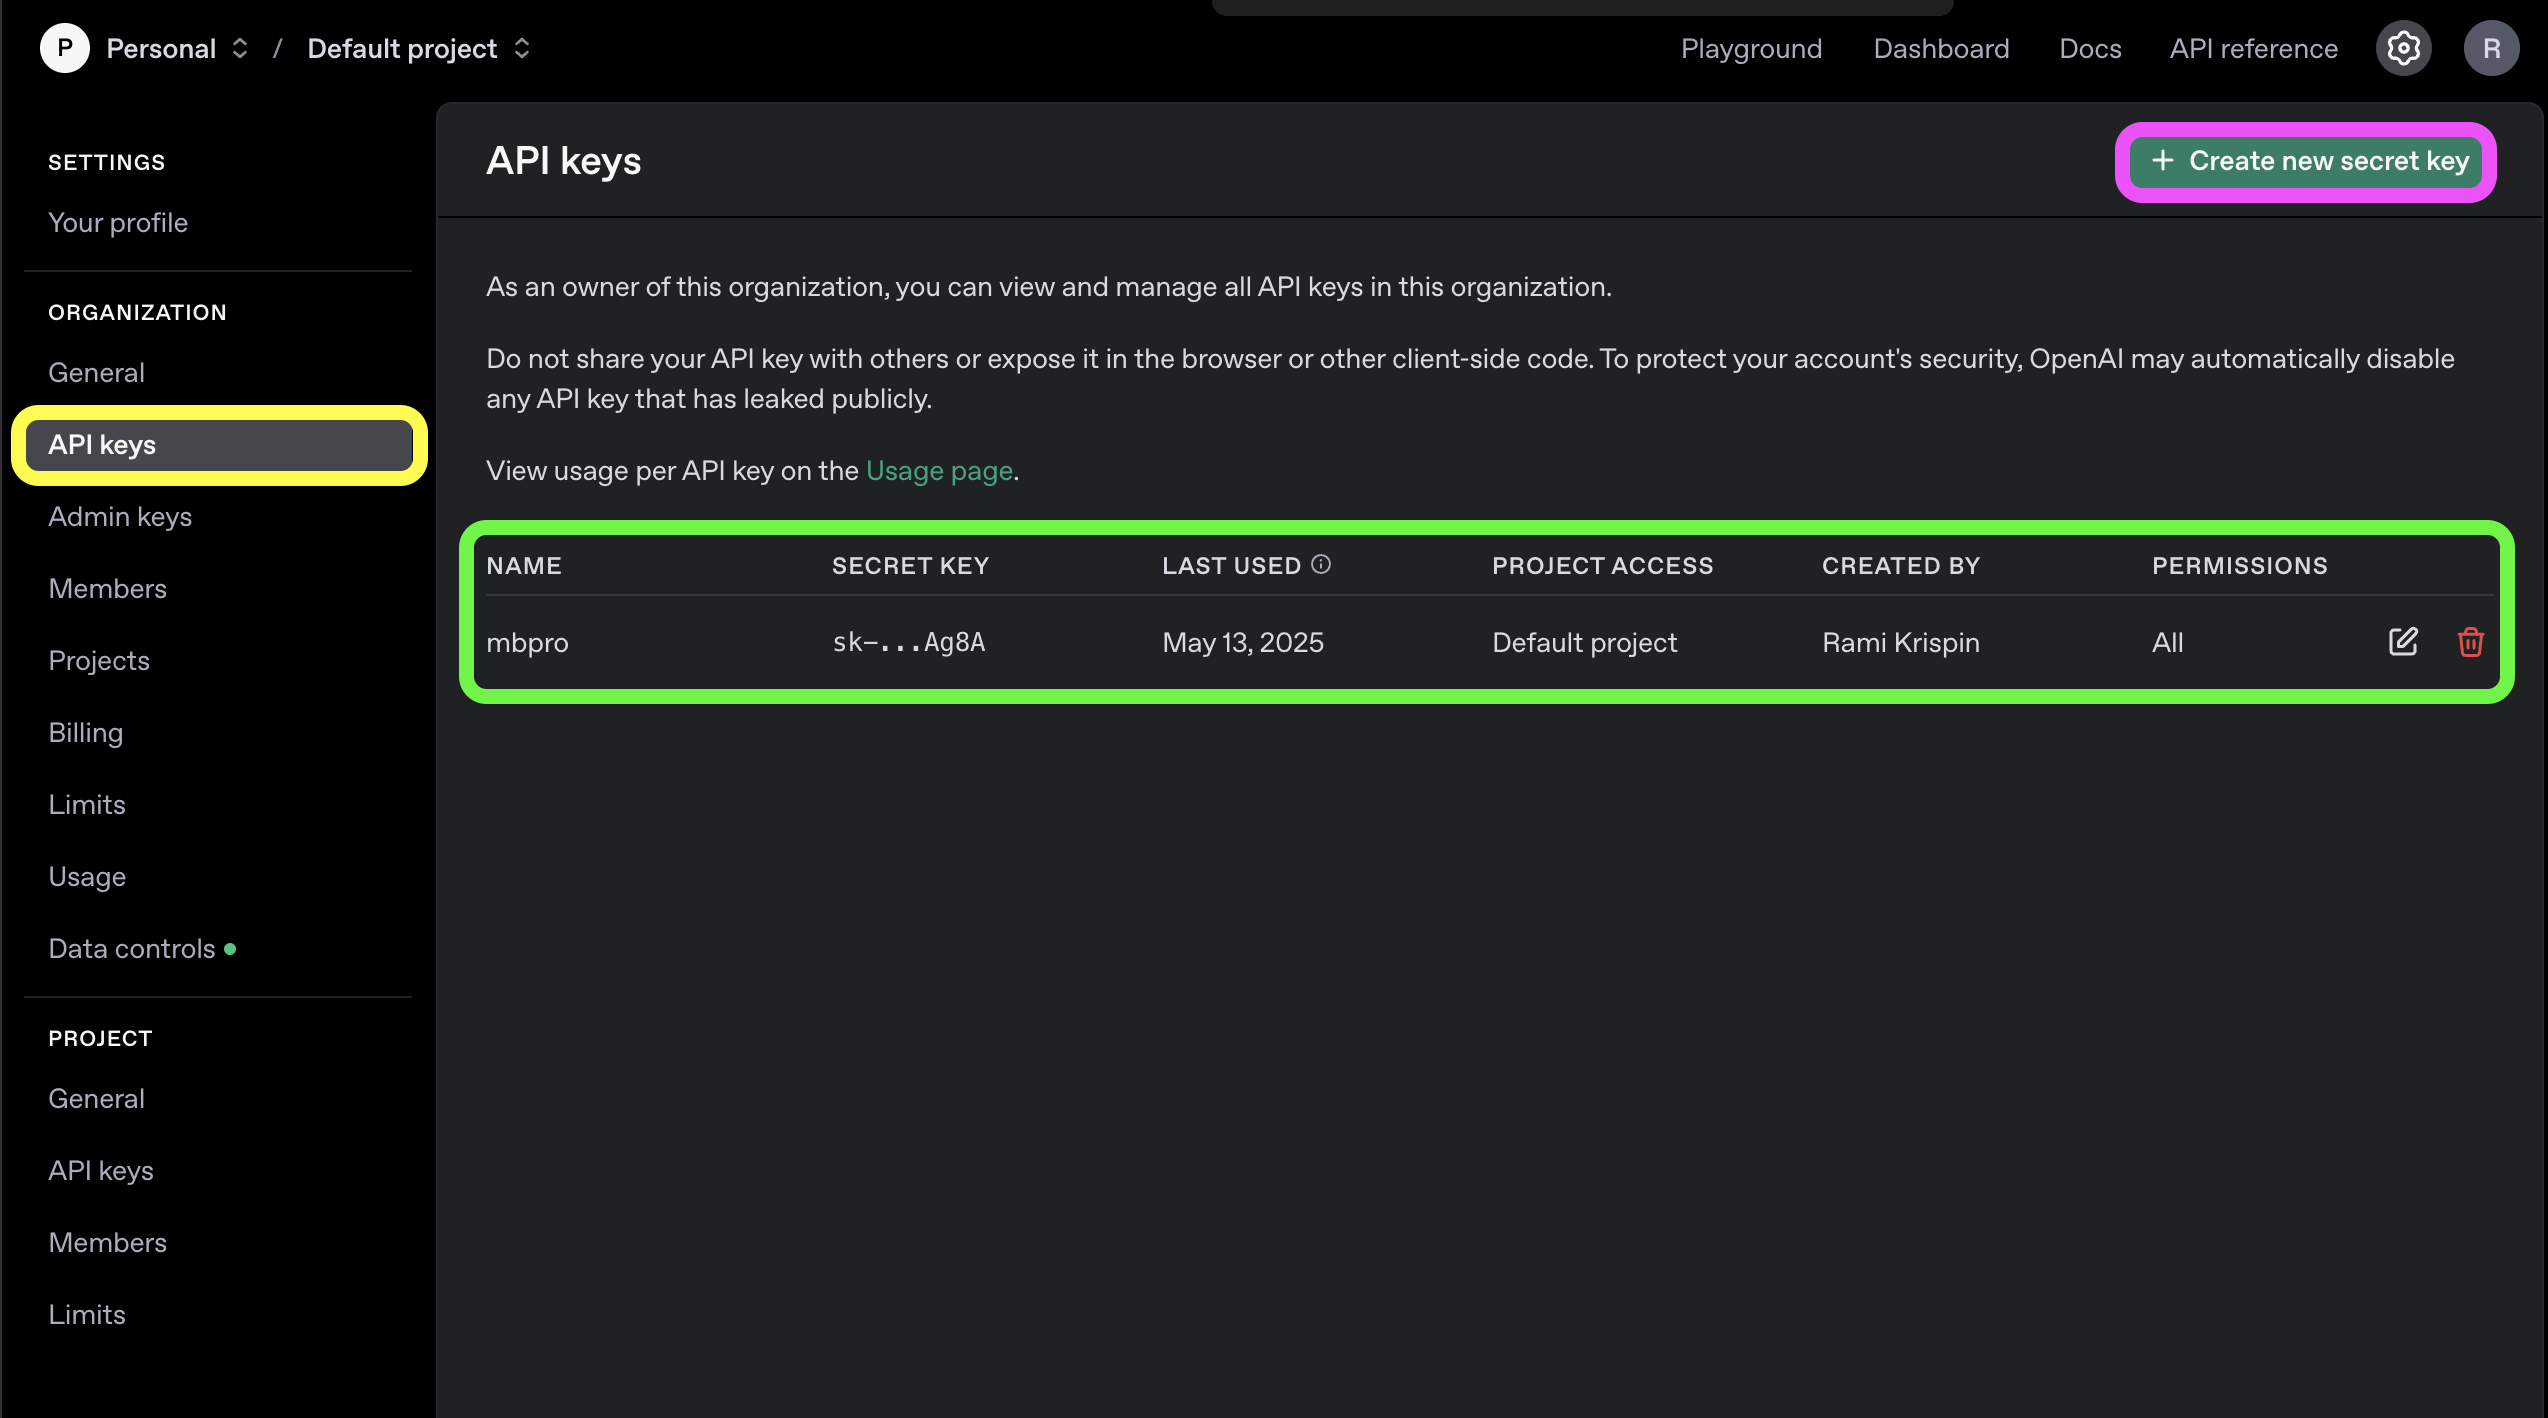 P Personal / Default project
Playground Dashboard Docs API reference R
SETTINGS
Your profile
ORGANIZATION
General
API keys
Admin keys
Members
Projects
Billing
Limits
Usage
Data controls
PROJECT
General
API keys
Members
Limits
API keys
+ Create new secret key
As an owner of this organization, you can view and manage all API keys in this organization.
Do not share your API key with others or expose it in the browser or other client-side code. To protect your account's security, OpenAI may automatically disable
any API key that has leaked publicly.
View usage per API key on the Usage page.
NAME SECRET KEY LAST USED PROJECT ACCESS CREATED BY PERMISSIONS
mbpro sk-...Ag8A May 13, 2025 Default project Rami Krispin All